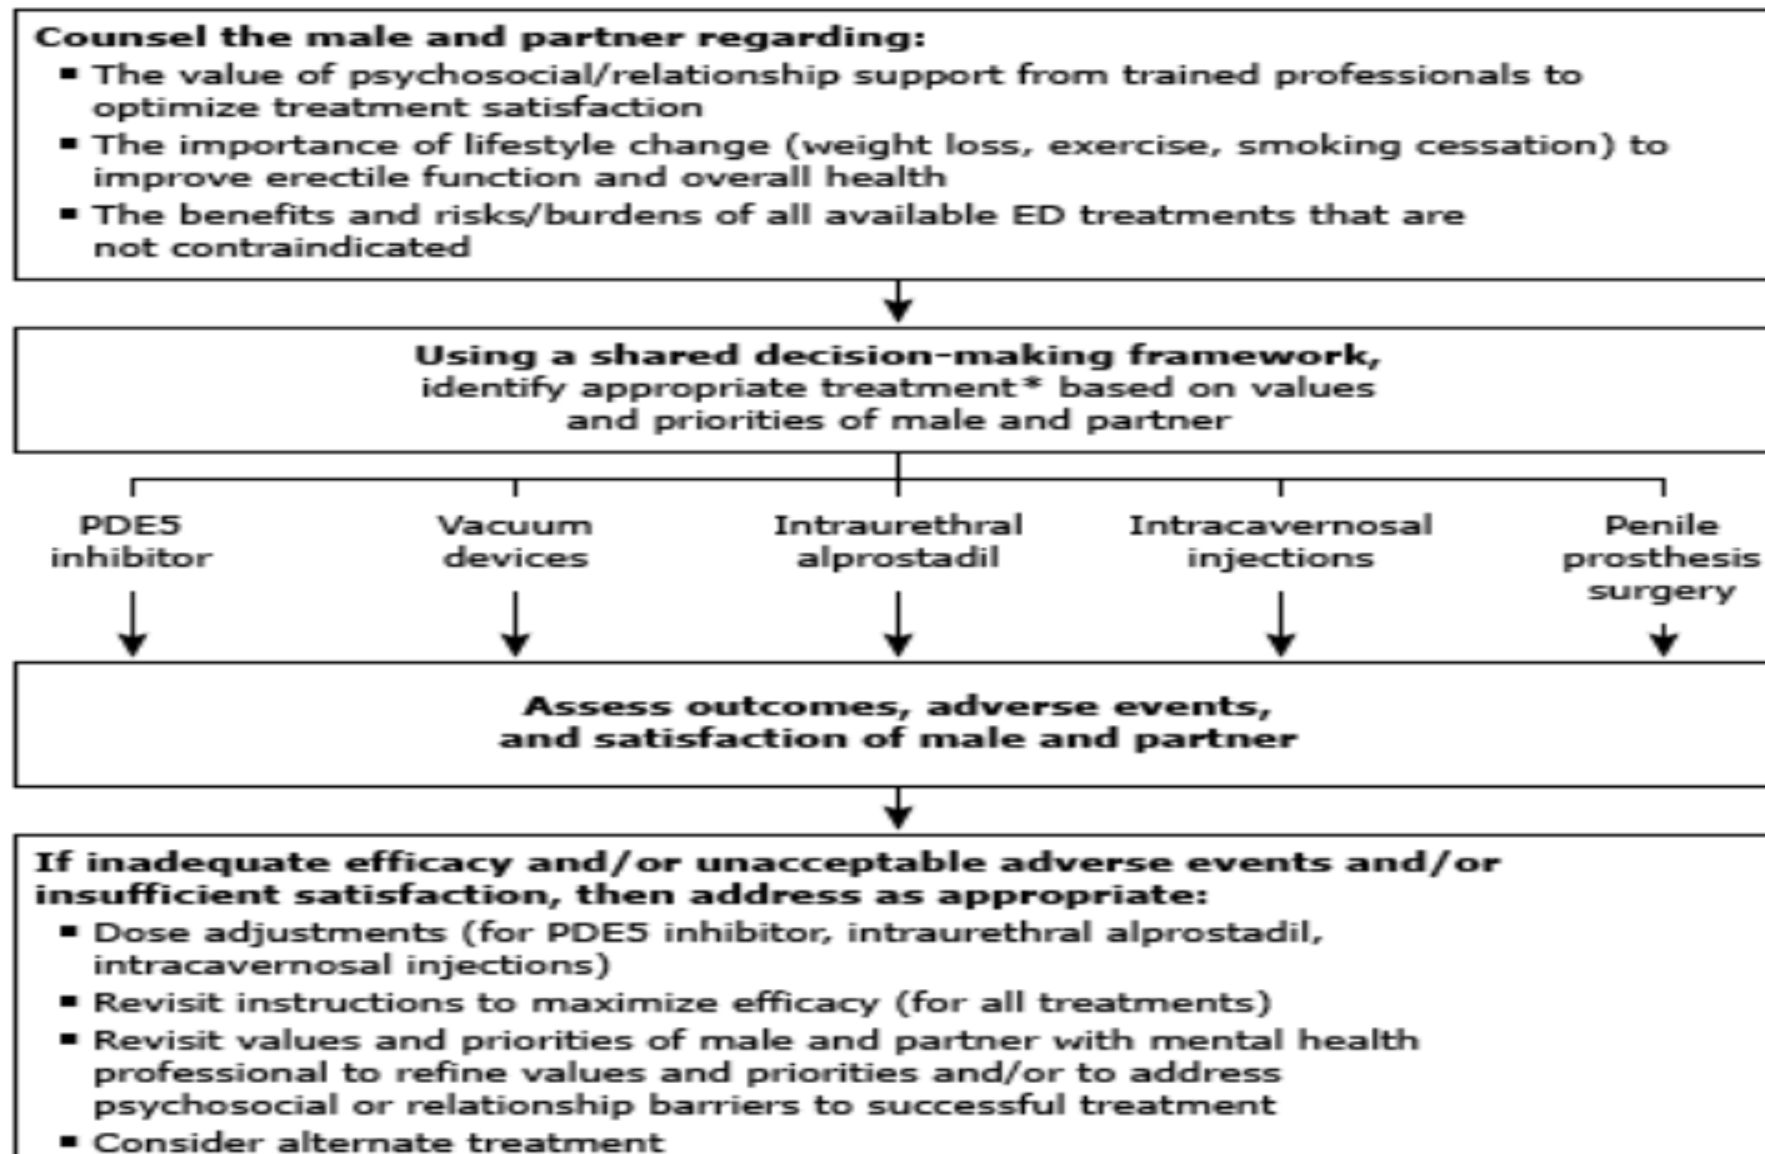 Counsel the male and partner regarding:
▪ The value of psychosocial/relationship support from trained professionals to
optimize treatment satisfaction
▪ The importance of lifestyle change (weight loss, exercise, smoking cessation) to
improve erectile function and overall health
▪ The benefits and risks/burdens of all available ED treatments that are
not contraindicated
Using a shared decision-making framework,
identify appropriate treatment* based on values
and priorities of male and partner
PDE5
inhibitor
Vacuum
devices
Intraurethral
alprostadil
Intracavernosal
injections
Penile
prosthesis
surgery
Assess outcomes, adverse events,
and satisfaction of male and partner
If inadequate efficacy and/or unacceptable adverse events and/or
insufficient satisfaction, then address as appropriate:
▪ Dose adjustments (for PDE5 inhibitor, intraurethral alprostadil,
intracavernosal injections)
▪ Revisit instructions to maximize efficacy (for all treatments)
▪ Revisit values and priorities of male and partner with mental health
professional to refine values and priorities and/or to address
psychosocial or relationship barriers to successful treatment
▪ Consider alternate treatment